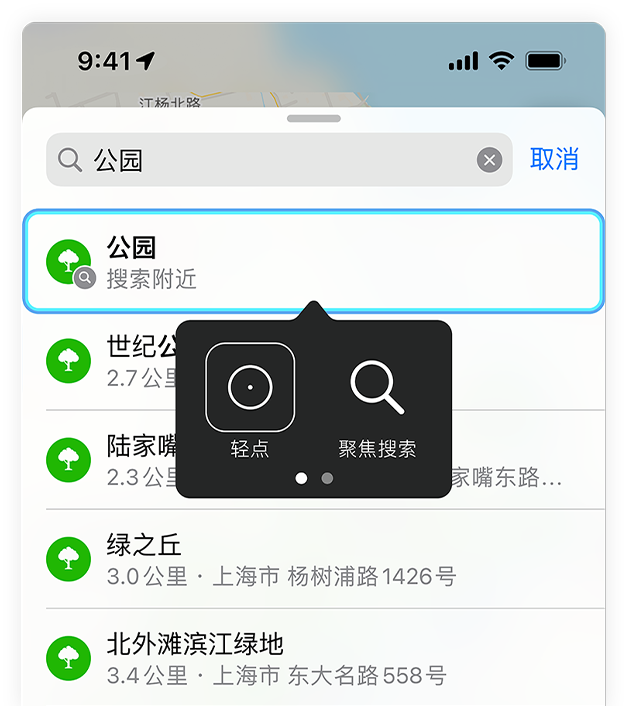 9:41
江杨北路
公园
取消
公园
搜索附近
世纪公
2.7公里
陆家嘴
2.3公里
家嘴东路…
轻点
聚焦搜索
绿之丘
3.0公里 · 上海市 杨树浦路1426号
北外滩滨江绿地
3.4公里 · 上海市 东大名路558号